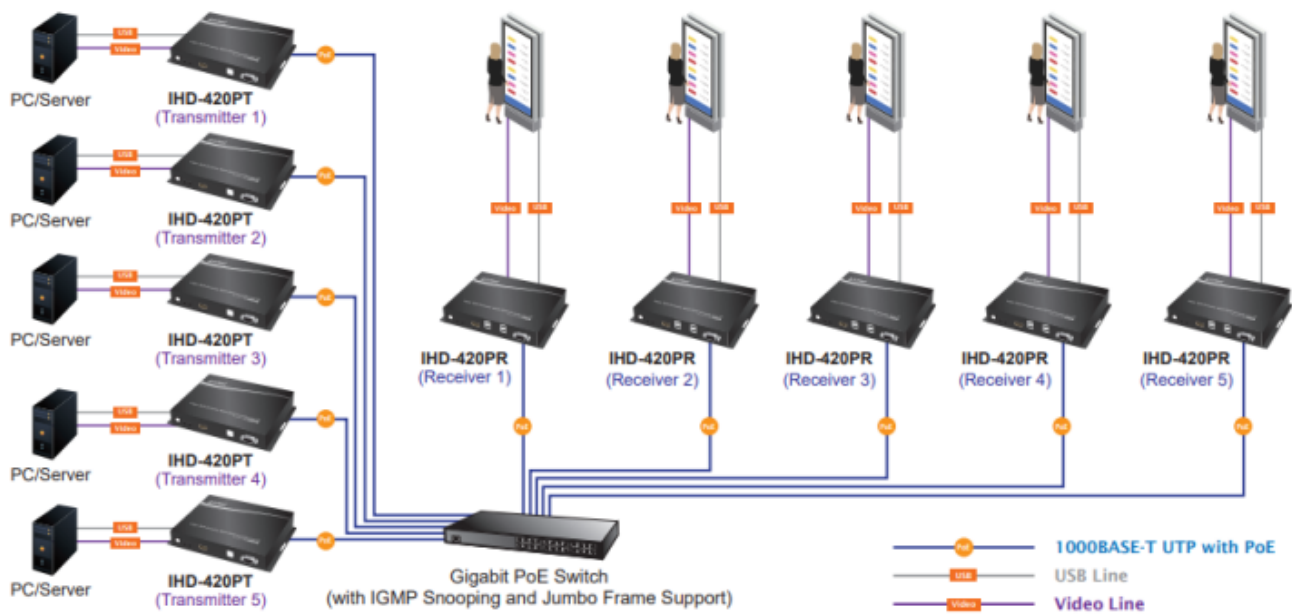 USB
Video
PoE
PC/Server
IHD-420PT
(Transmitter 1)
USB
Video
PoE
PC/Server
IHD-420PT
(Transmitter 2)
USB
Video
PoE
PC/Server
IHD-420PT
(Transmitter 3)
USB
Video
PoE
PC/Server
IHD-420PT
(Transmitter 4)
USB
Video
PoE
PC/Server
IHD-420PT
(Transmitter 5)
Video USB
Video USB
Video USB
Video USB
Video USB
IHD-420PR
(Receiver 1)
IHD-420PR
(Receiver 2)
IHD-420PR
(Receiver 3)
IHD-420PR
(Receiver 4)
IHD-420PR
(Receiver 5)
PoE
PoE
PoE
PoE
PoE
Gigabit PoE Switch
(with IGMP Snooping and Jumbo Frame Support)
PoE 1000BASE-T UTP with PoE
USB USB Line
Video Video Line